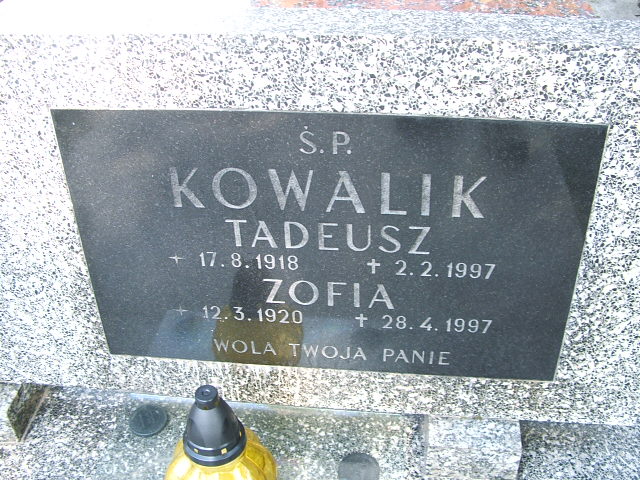 Ś.P.
KOWALIK
TADEUSZ
* 17.8.1918 ✝ 2.2.1997
ZOFIA
* 12.3.1920 ✝ 28.4.1997
WOLA TWOJA PANIE